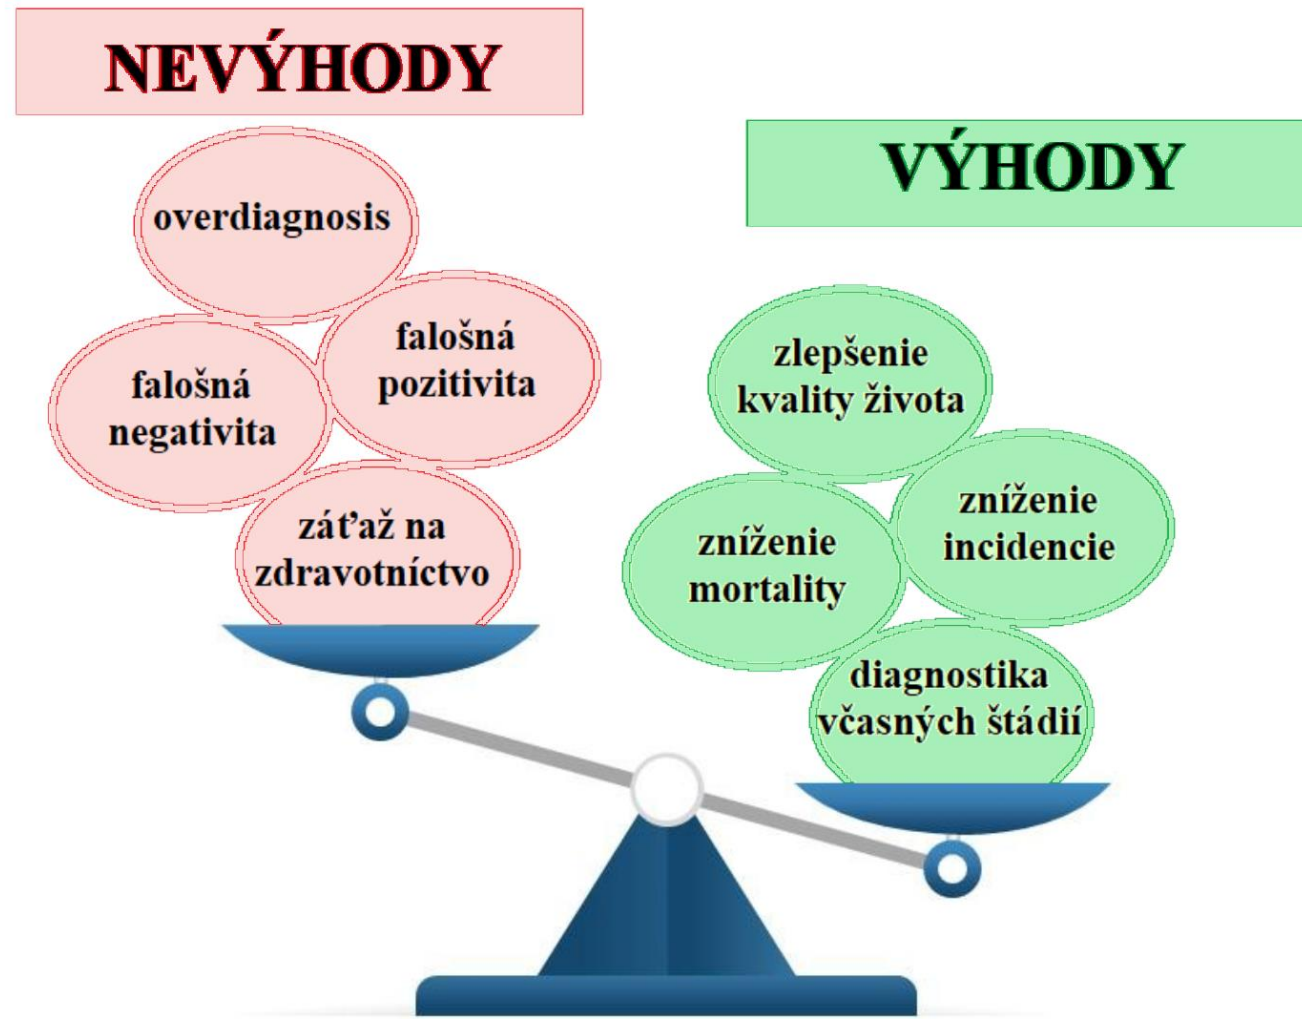 NEVÝHODY
overdiagnosis
falošná
pozitivita
falošná
negativita
záťaž na
zdravotníctvo
VÝHODY
zlepšenie
kvality života
zníženie
incidencie
zníženie
mortality
diagnostika
včasných štádií